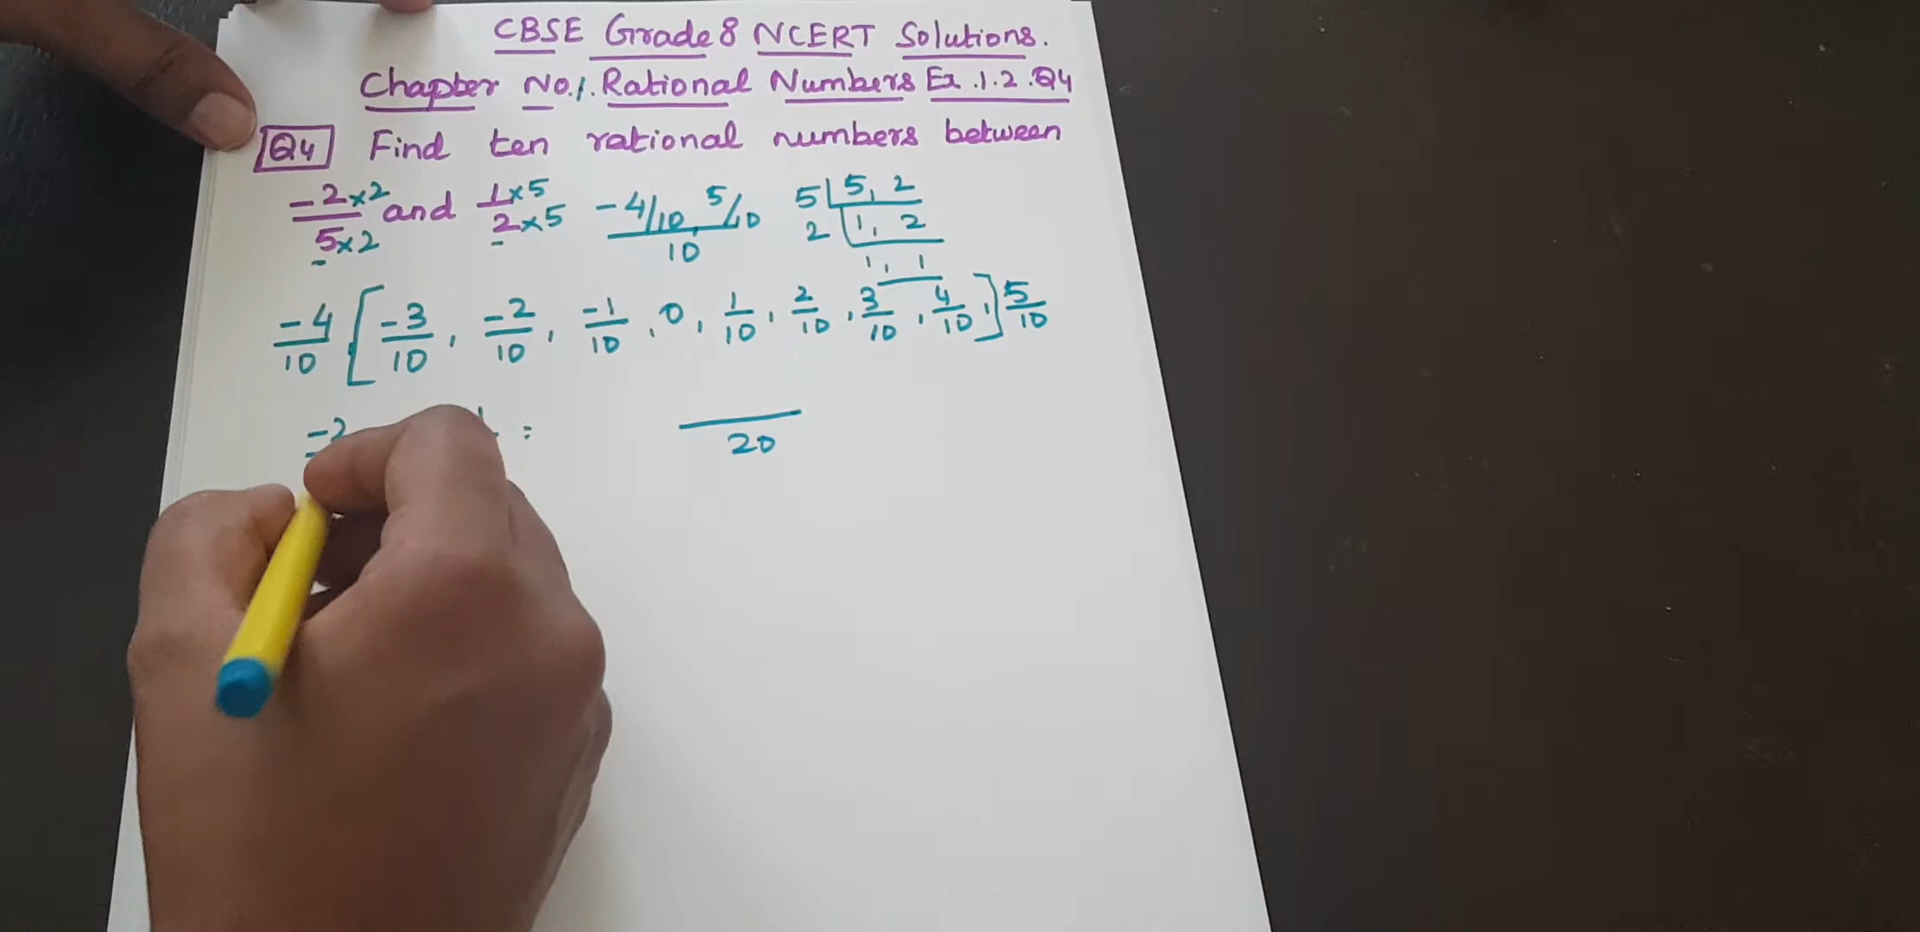 CBSE Grade 8 NCERT Solutions.
Chapter No.1. Rational Numbers Ex.1.2.Q4
Q4 Find ten rational numbers between
-2×2/5×2 and 1×5/2×5 -4/10, 5/10 / 10 5 | 5, 2
2 | 1, 2
1, 1
-4/10 [ -3/10, -2/10, -1/10, 0, 1/10, 2/10, 3/10, 4/10, ] 5/10
-2 =
20